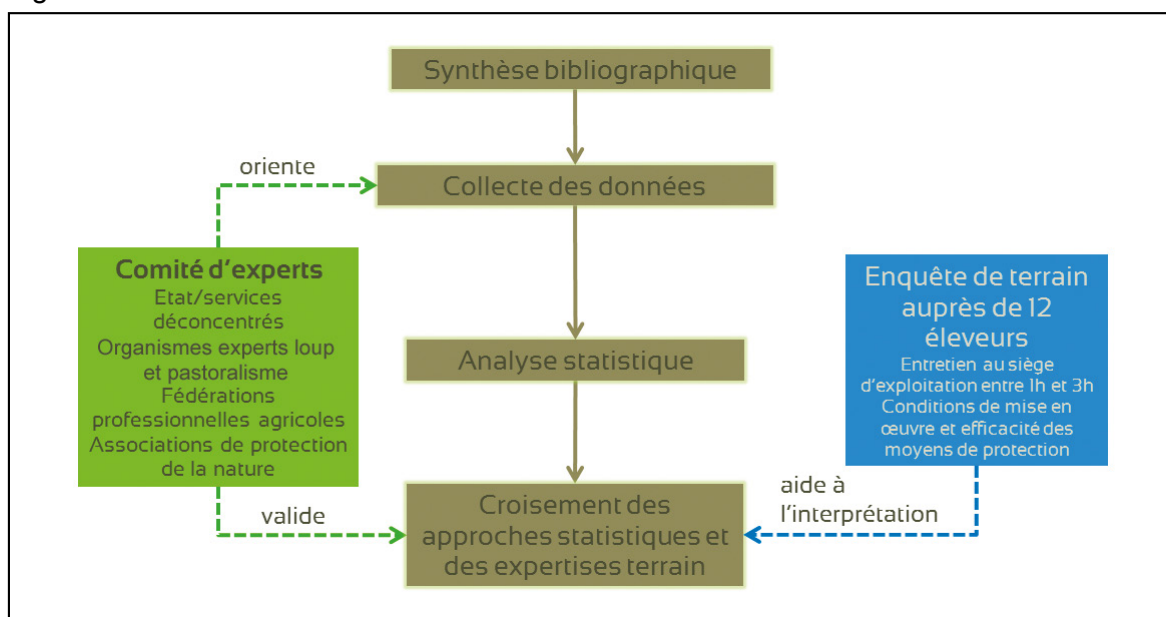 Synthèse bibliographique
oriente
Collecte des données
Comité d'experts
Etat/services
déconcentrés
Organismes experts loup
et pastoralisme
Fédérations
professionnelles agricoles
Associations de protection
de la nature
Enquête de terrain
auprès de 12
éleveurs
Entretien au siège
d'exploitation entre 1h et 3h
Conditions de mise en
œuvre et efficacité des
moyens de protection
Analyse statistique
valide
Croisement des
approches statistiques et
des expertises terrain
aide à
l'interprétation